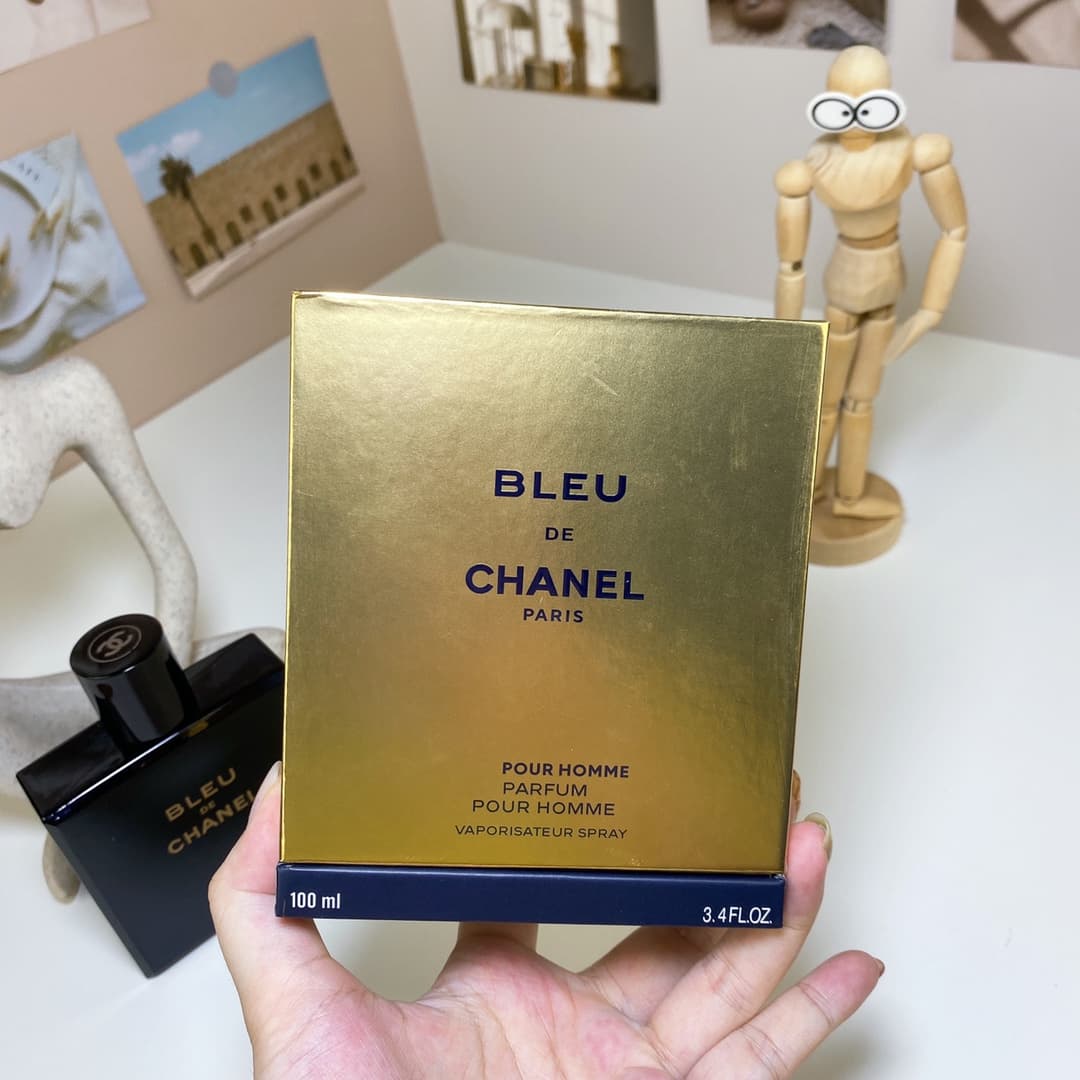 BLEU
DE
CHANEL
PARIS
POUR HOMME
PARFUM
POUR HOMME
VAPORISATEUR SPRAY
100 ml
3.4 FL.OZ.
BLEU
DE
CHANEL